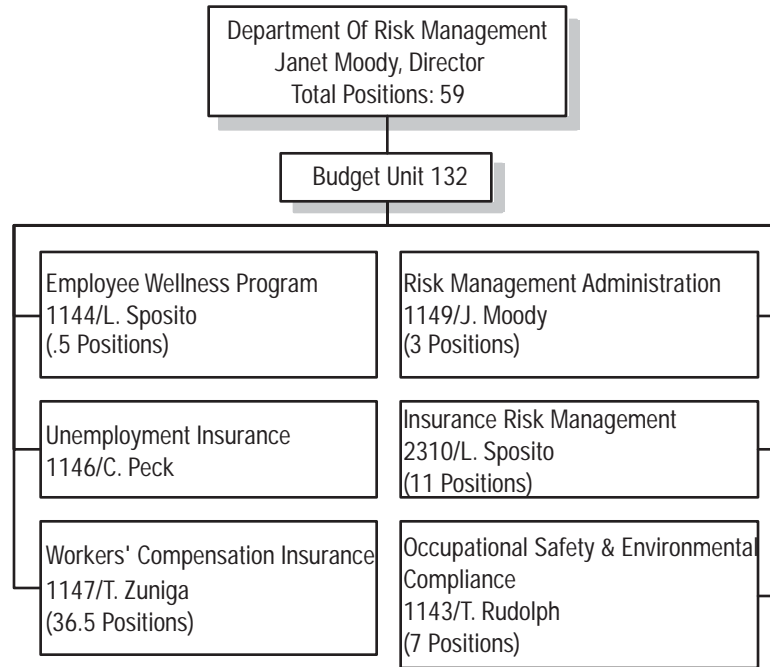 Department Of Risk Management
Janet Moody, Director
Total Positions: 59
Budget Unit 132
Employee Wellness Program
1144/L. Sposito
(.5 Positions)
Risk Management Administration
1149/J. Moody
(3 Positions)
Unemployment Insurance
1146/C. Peck
Insurance Risk Management
2310/L. Sposito
(11 Positions)
Workers' Compensation Insurance
1147/T. Zuniga
(36.5 Positions)
Occupational Safety & Environmental
Compliance
1143/T. Rudolph
(7 Positions)